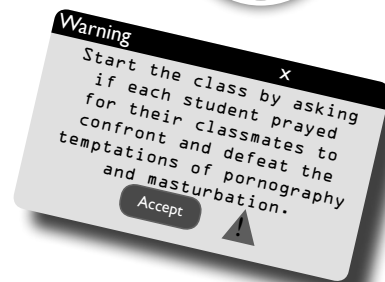 Warning
x
Start the class by asking
if each student prayed
for their classmates to
confront and defeat the
temptations of pornography
and masturbation.
Accept
!